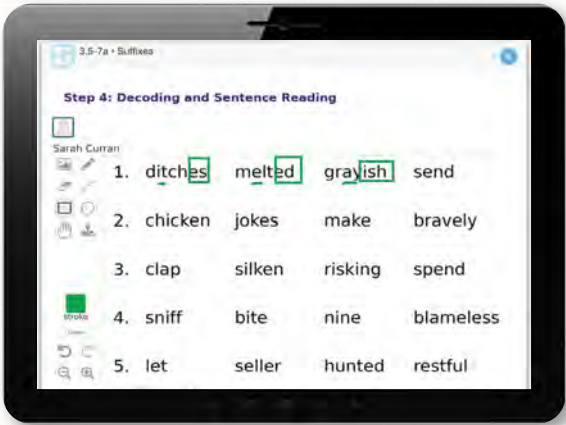 3.5-7a • Suffixes
Step 4: Decoding and Sentence Reading
Sarah Curran
1. ditches melted grayish send
2. chicken jokes make bravely
3. clap silken risking spend
stroke
4. sniff bite nine blameless
5. let seller hunted restful